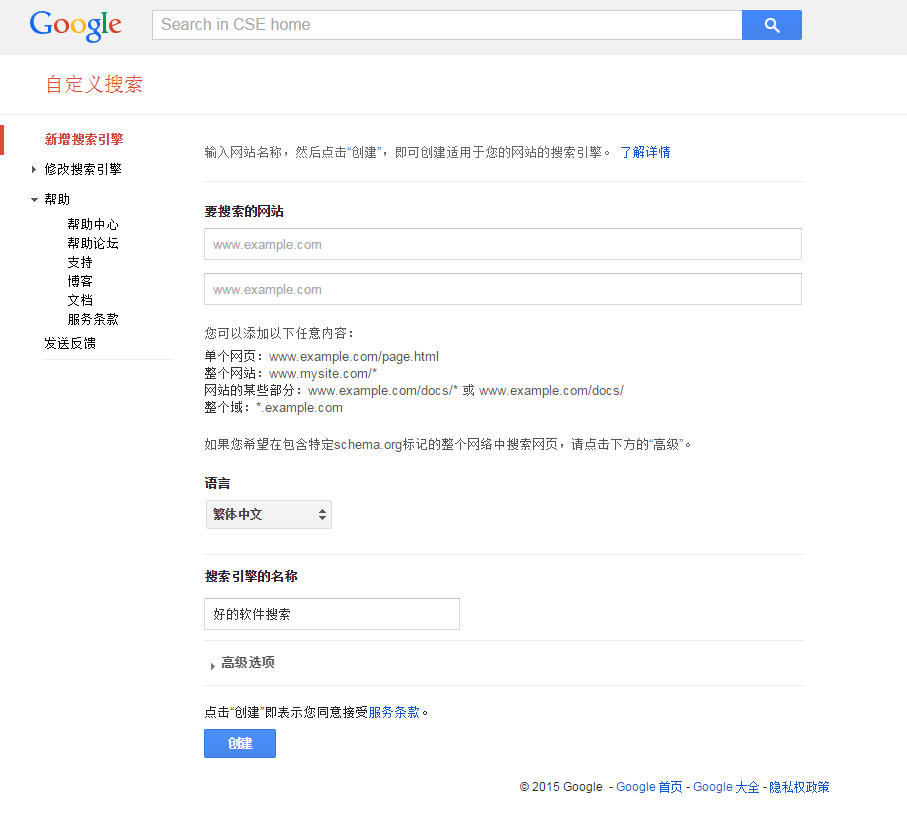 Google
Search in CSE home
自定义搜索
新增搜索引擎
修改搜索引擎
帮助
帮助中心
帮助论坛
支持
博客
文档
服务条款
发送反馈
输入网站名称，然后点击“创建”，即可创建适用于您的网站的搜索引擎。 了解详情
要搜索的网站
www.example.com
www.example.com
您可以添加以下任意内容：
单个网页：www.example.com/page.html
整个网站：www.mysite.com/*
网站的某些部分：www.example.com/docs/* 或 www.example.com/docs/
整个域：*.example.com
如果您希望在包含特定schema.org标记的整个网络中搜索网页，请点击下方的“高级”。
语言
繁体中文
搜索引擎的名称
好的软件搜索
高级选项
点击“创建”即表示您同意接受服务条款。
创建
© 2015 Google - Google 首页 - Google 大全 - 隐私权政策